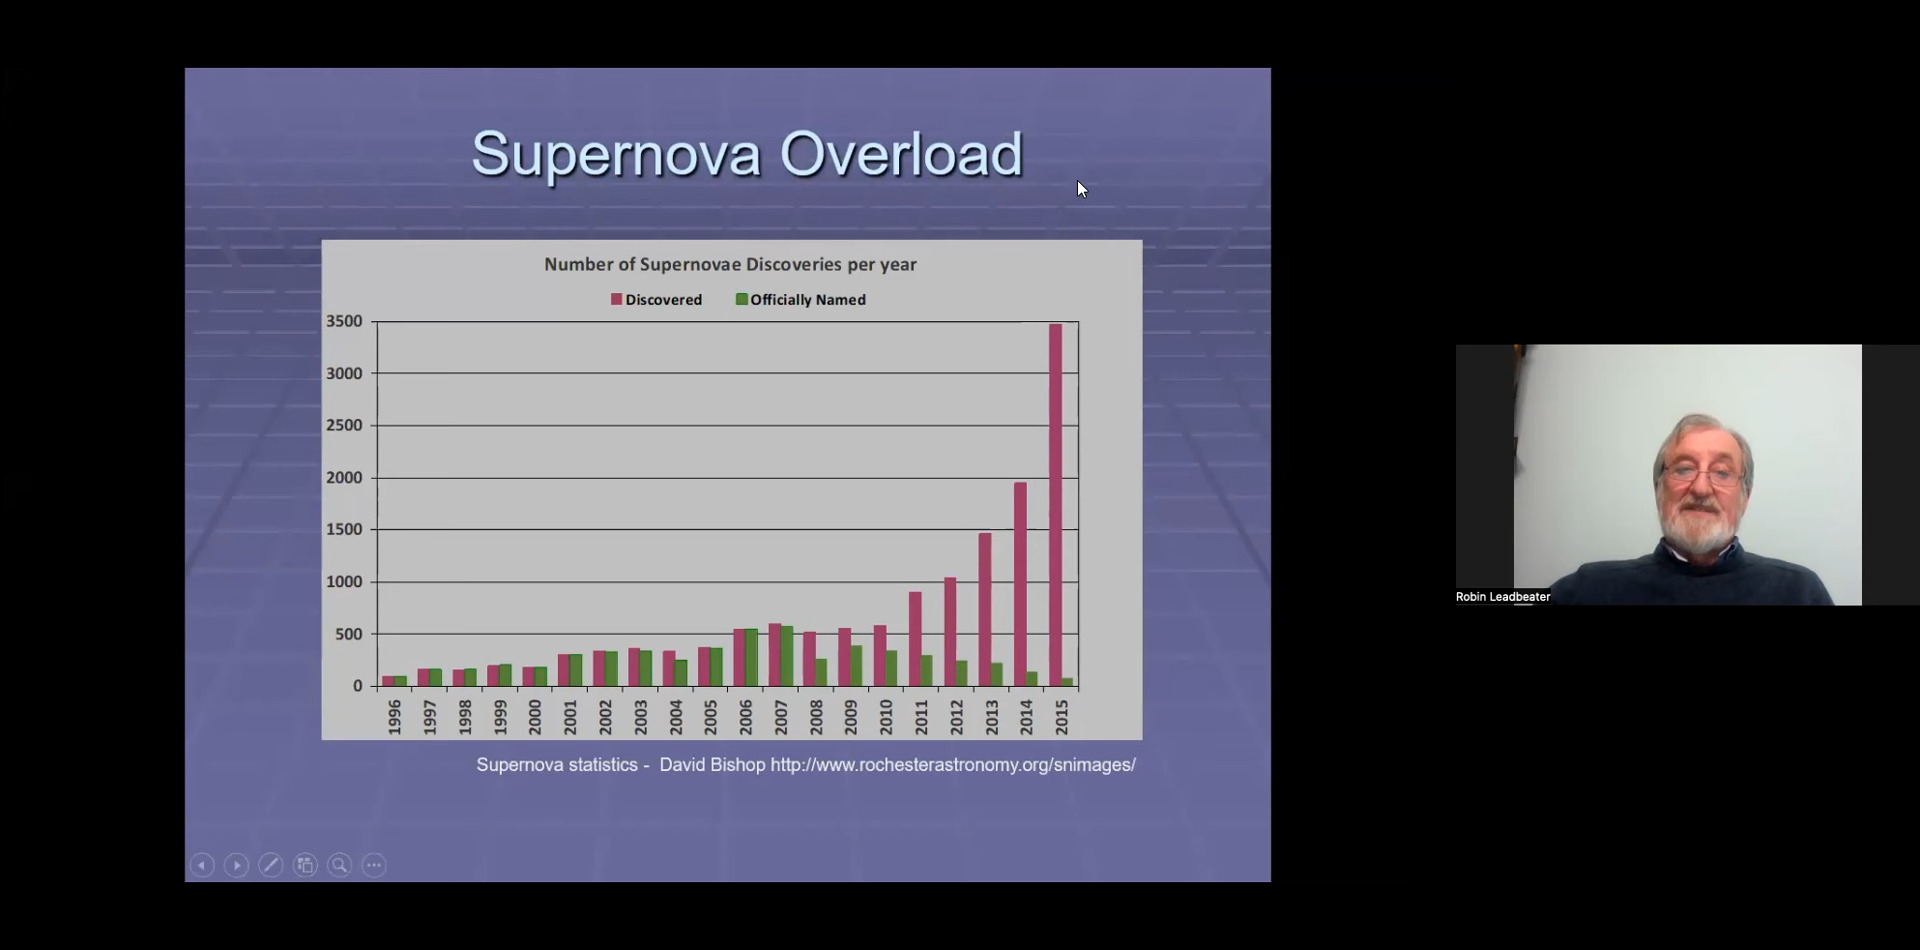 Supernova Overload
Number of Supernovae Discoveries per year
Discovered Officially Named
3500
3000
2500
2000
1500
1000
500
0
1996 1997 1998 1999 2000 2001 2002 2003 2004 2005 2006 2007 2008 2009 2010 2011 2012 2013 2014 2015
Supernova statistics - David Bishop http://www.rochesterastronomy.org/snimages/
Robin Leadbeater